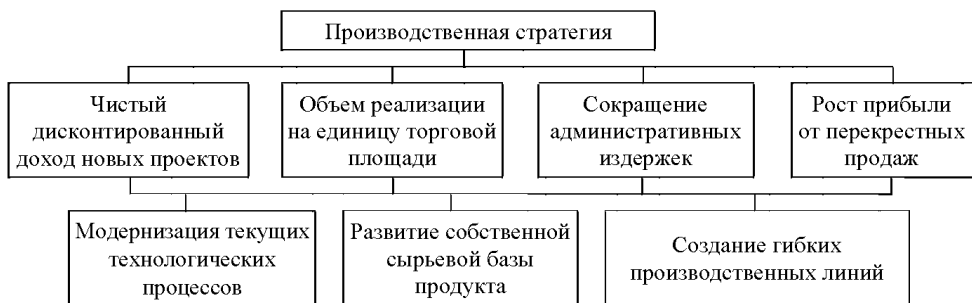 Производственная стратегия
Чистый
дисконтированный
доход новых проектов
Объем реализации
на единицу торговой
площади
Сокращение
административных
издержек
Рост прибыли
от перекрестных
продаж
Модернизация текущих
технологических
процессов
Развитие собственной
сырьевой базы
продукта
Создание гибких
производственных линий